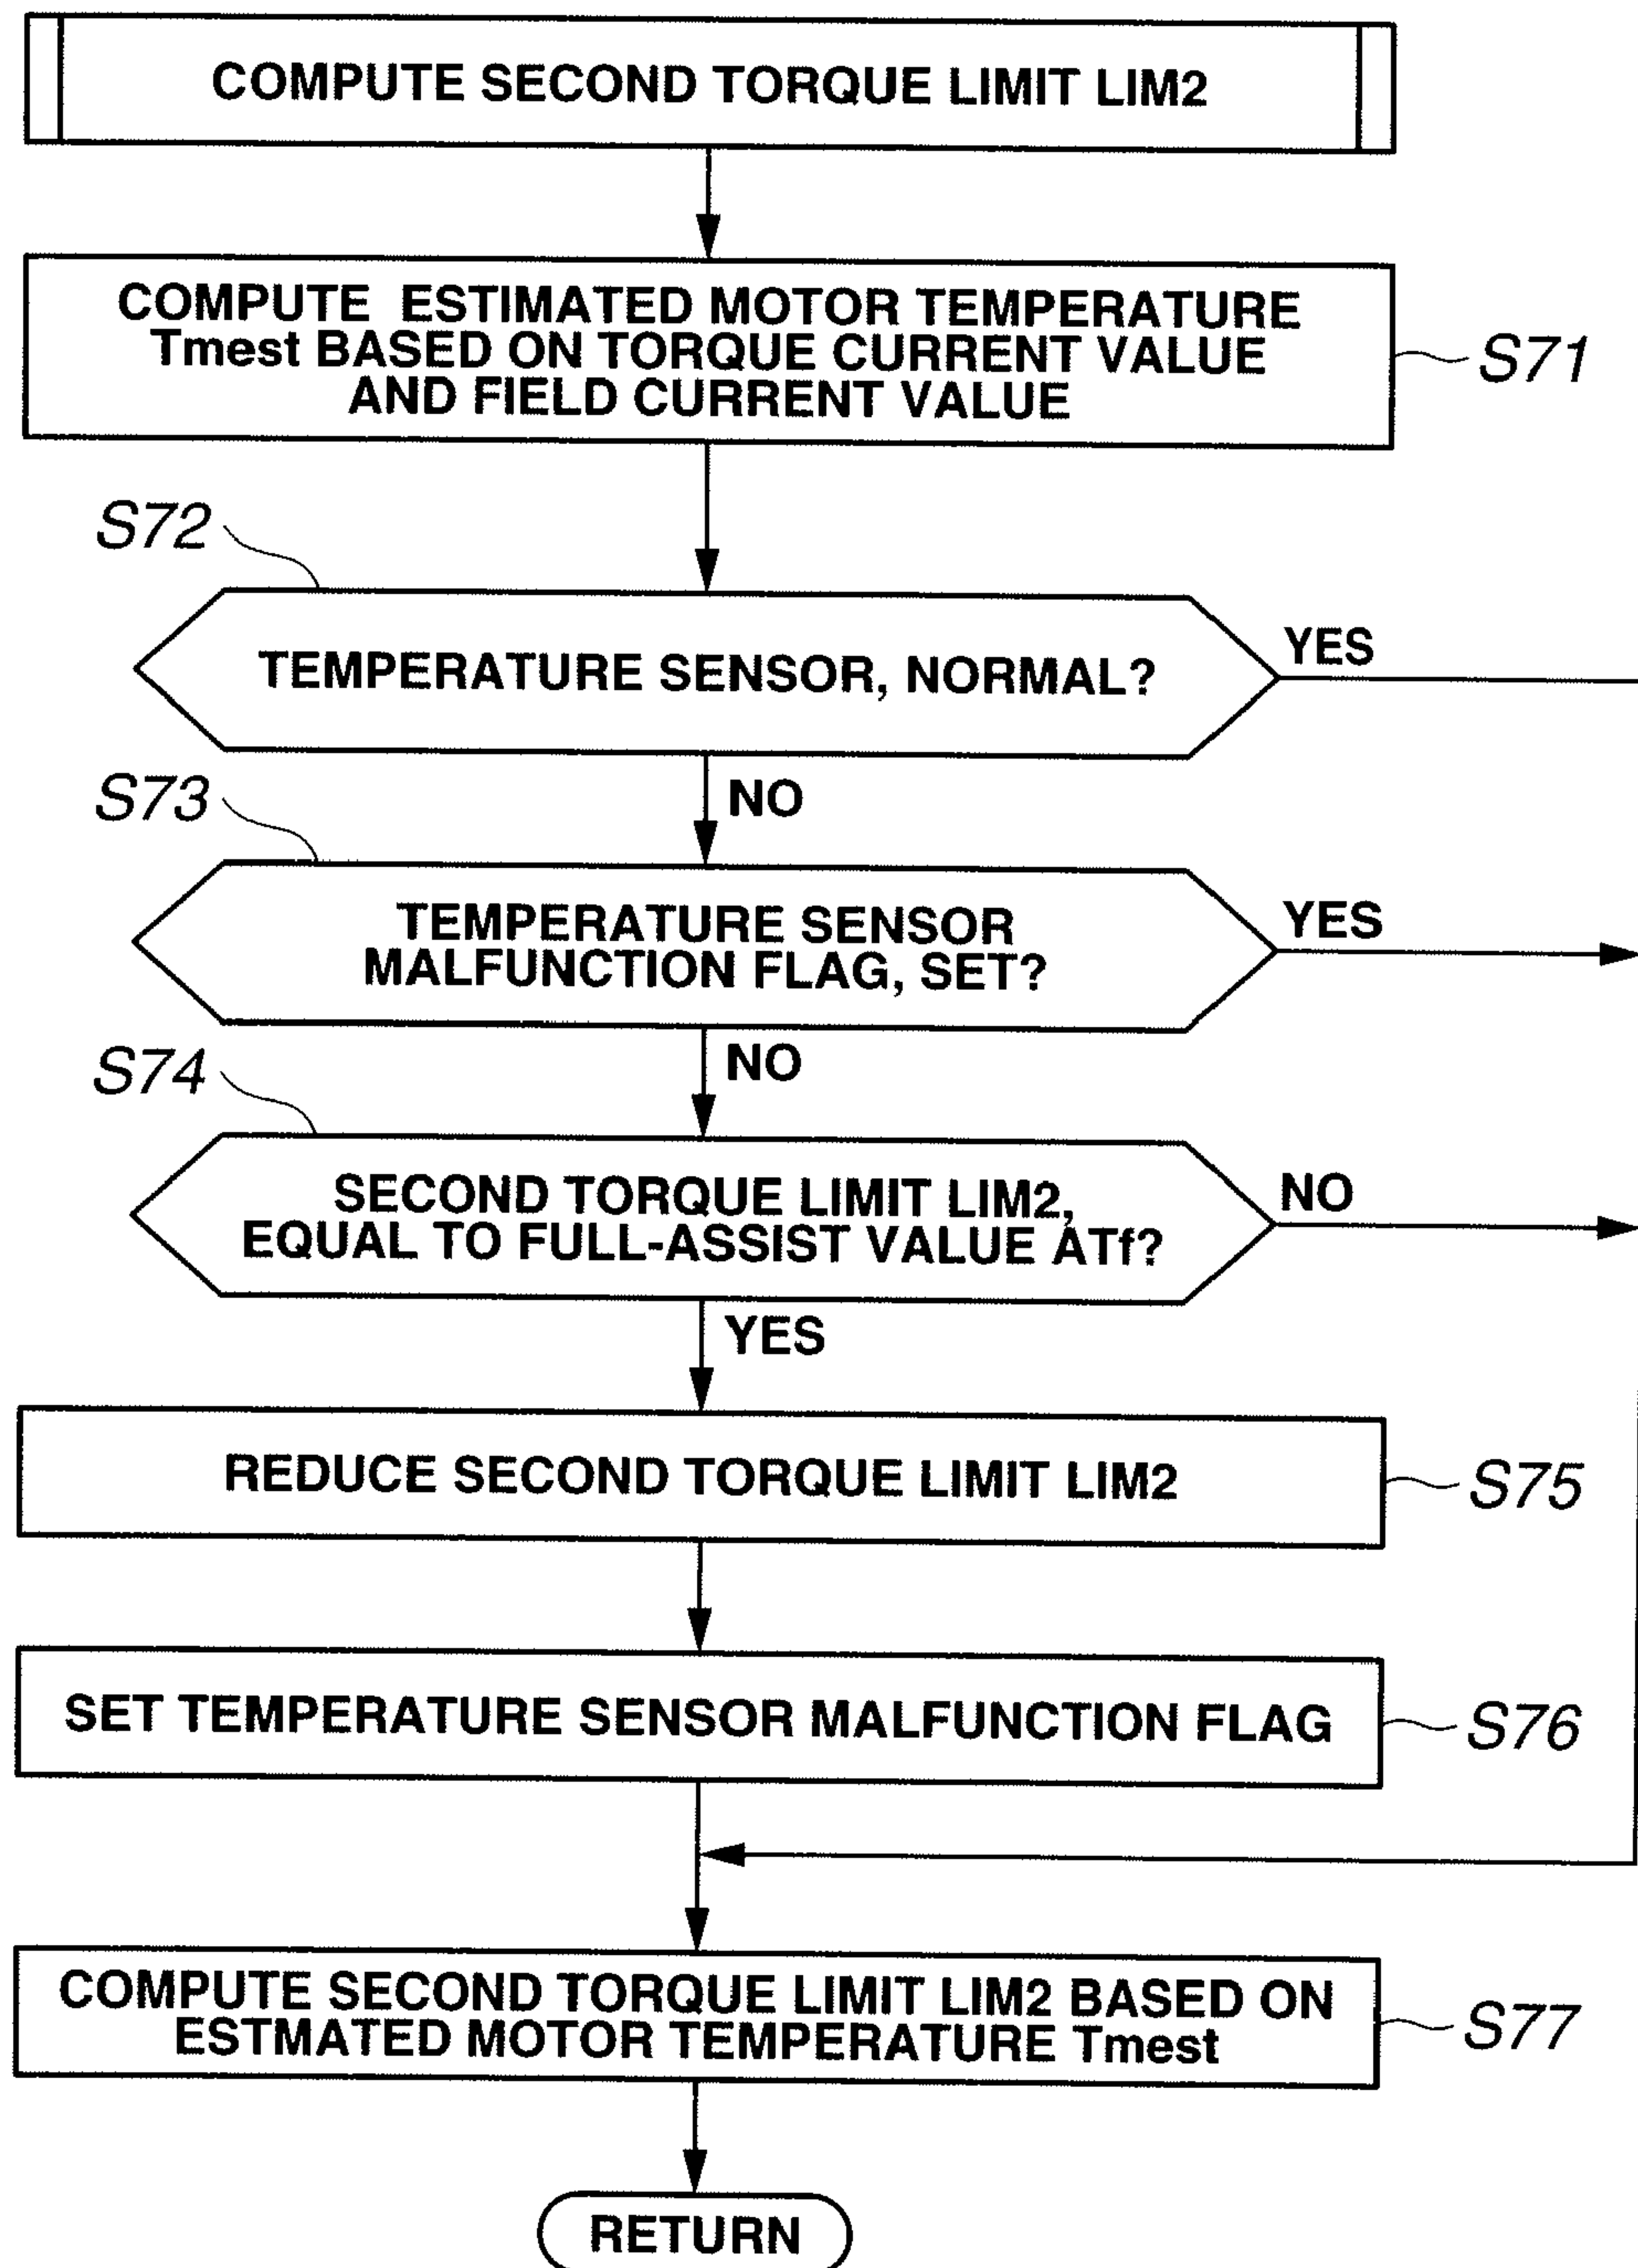 COMPUTE SECOND TORQUE LIMIT LIM2
COMPUTE ESTIMATED MOTOR TEMPERATURE
Tmest BASED ON TORQUE CURRENT VALUE
AND FIELD CURRENT VALUE
S71
S72
TEMPERATURE SENSOR, NORMAL?
YES
NO
S73
TEMPERATURE SENSOR
MALFUNCTION FLAG, SET?
YES
NO
S74
SECOND TORQUE LIMIT LIM2,
EQUAL TO FULL-ASSIST VALUE ATf?
NO
YES
REDUCE SECOND TORQUE LIMIT LIM2
S75
SET TEMPERATURE SENSOR MALFUNCTION FLAG
S76
COMPUTE SECOND TORQUE LIMIT LIM2 BASED ON
ESTMATED MOTOR TEMPERATURE Tmest
S77
RETURN